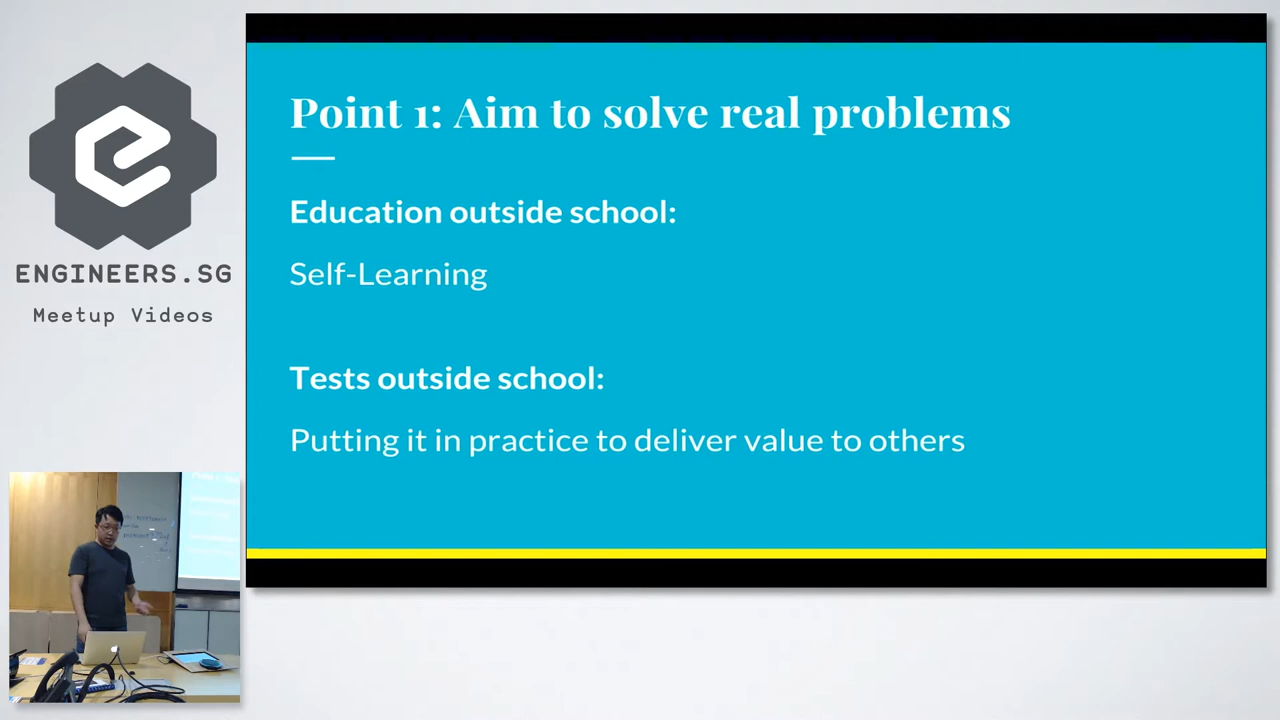 ENGINEERS.SG
Meetup Videos
Point 1: Aim to solve real problems
Education outside school:
Self-Learning
Tests outside school:
Putting it in practice to deliver value to others